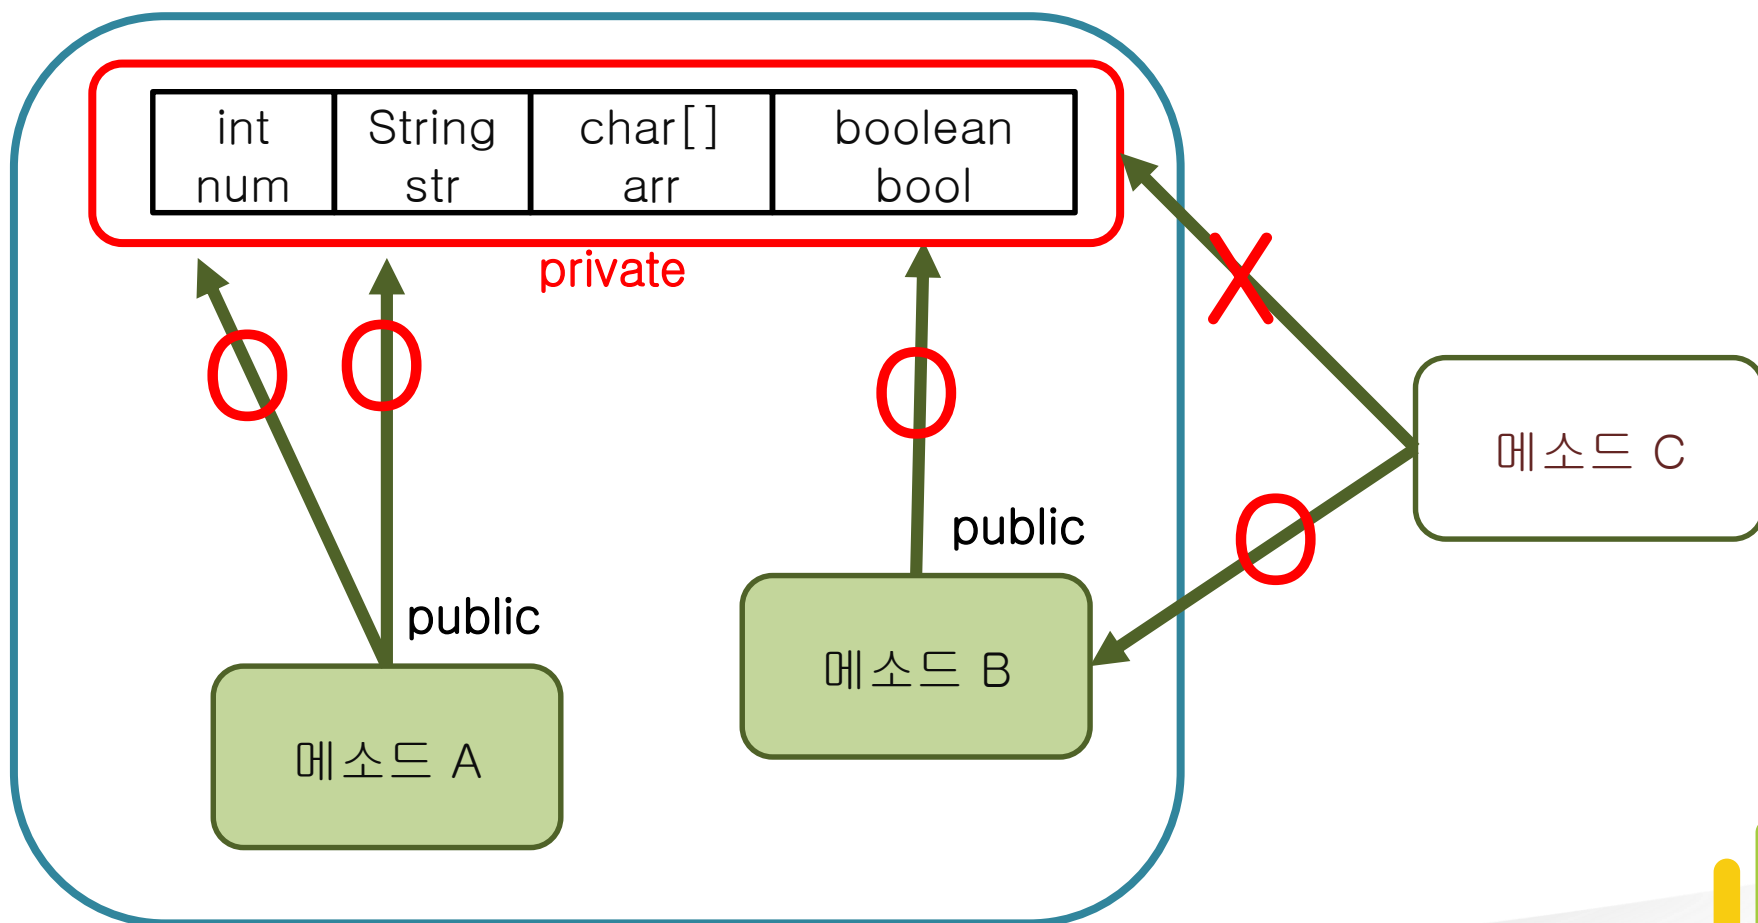 int
num
String
str
char[]
arr
boolean
bool
private
O
O
O
X
O
public
public
메소드 A
메소드 B
메소드 C